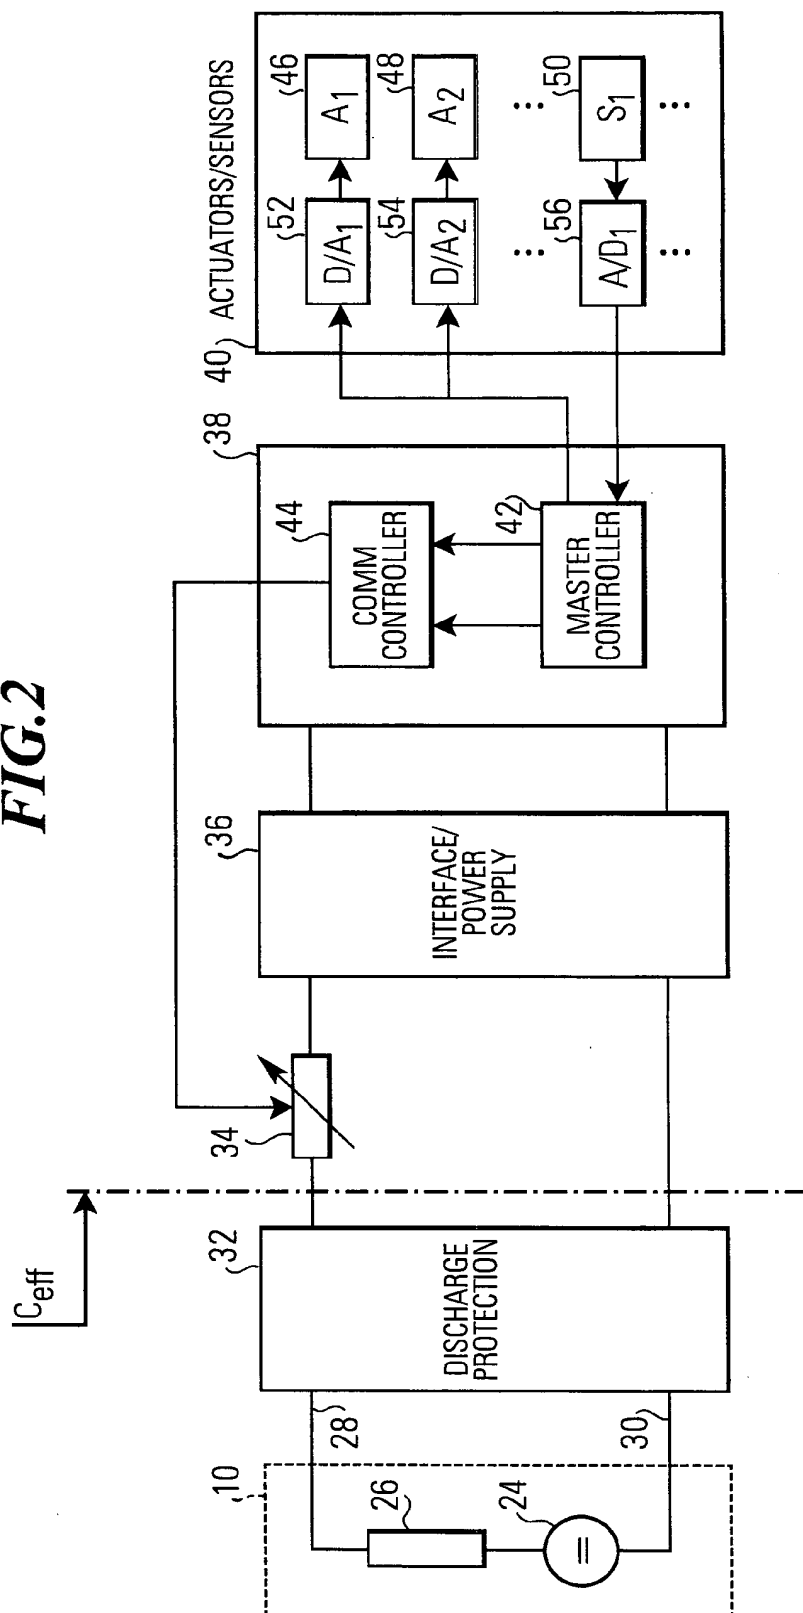 FIG.2
Ceff
10
26
24
28
30
32
DISCHARGE
PROTECTION
34
36
INTERFACE/
POWER
SUPPLY
38
44
COMM
CONTROLLER
42
MASTER
CONTROLLER
40
ACTUATORS/SENSORS
52
D/A1
46
A1
54
D/A2
48
A2
...
...
56
A/D1
50
S1
...
...